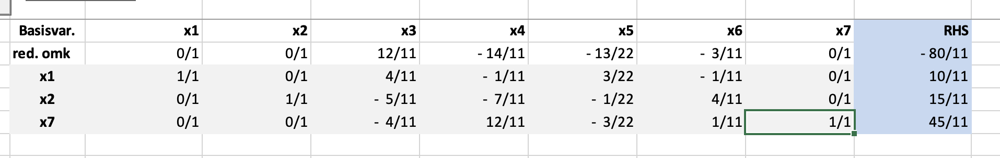 Basisvar. x1 x2 x3 x4 x5 x6 x7 RHS
red. omk 0/1 0/1 12/11 - 14/11 - 13/22 - 3/11 0/1 - 80/11
x1 1/1 0/1 4/11 - 1/11 3/22 - 1/11 0/1 10/11
x2 0/1 1/1 - 5/11 - 7/11 - 1/22 4/11 0/1 15/11
x7 0/1 0/1 - 4/11 12/11 - 3/22 1/11 1/1 45/11